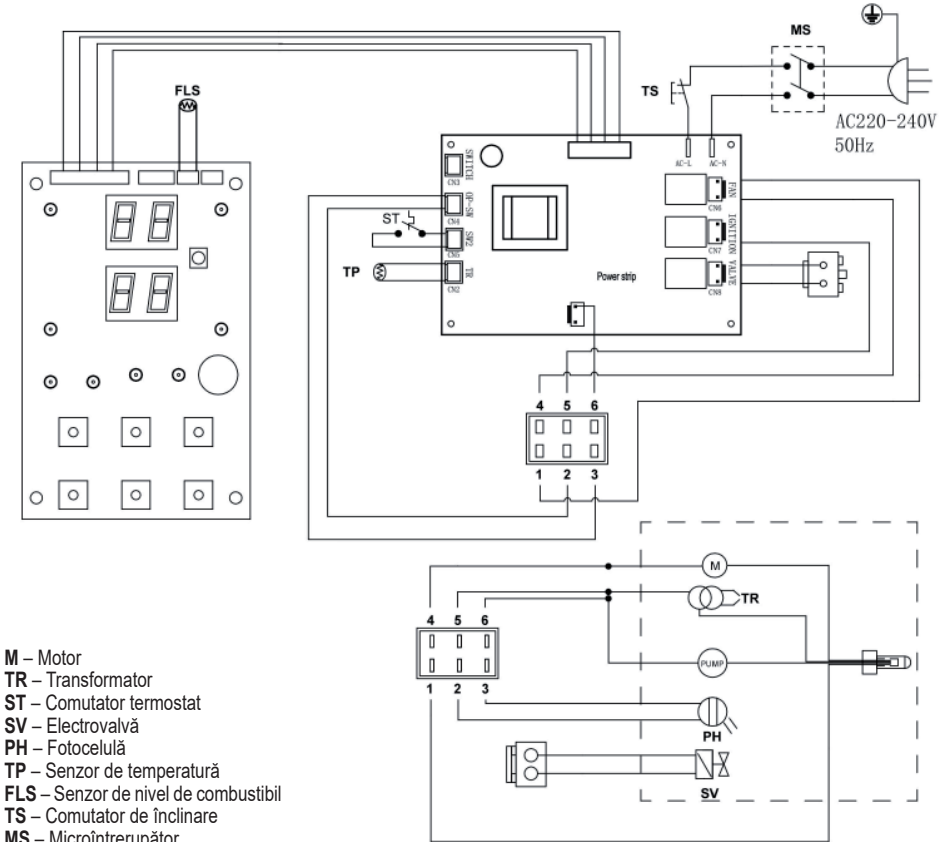 MS
FLS
TS
AC220-240V
50Hz
AC-L AC-N
SWITCH
CN3
FAN
CN6
OP-SW
CN4
ST
IGNITION
CN7
SW2
CN5
TP
TR
CN2
Power strip
VALVE
CN8
4 5 6
1 2 3
M
TR
4 5 6
PUMP
1 2 3
PH
SV
M – Motor
TR – Transformator
ST – Comutator termostat
SV – Electrovalvă
PH – Fotocelulă
TP – Senzor de temperatură
FLS – Senzor de nivel de combustibil
TS – Comutator de înclinare
MS – Microîntrerupător